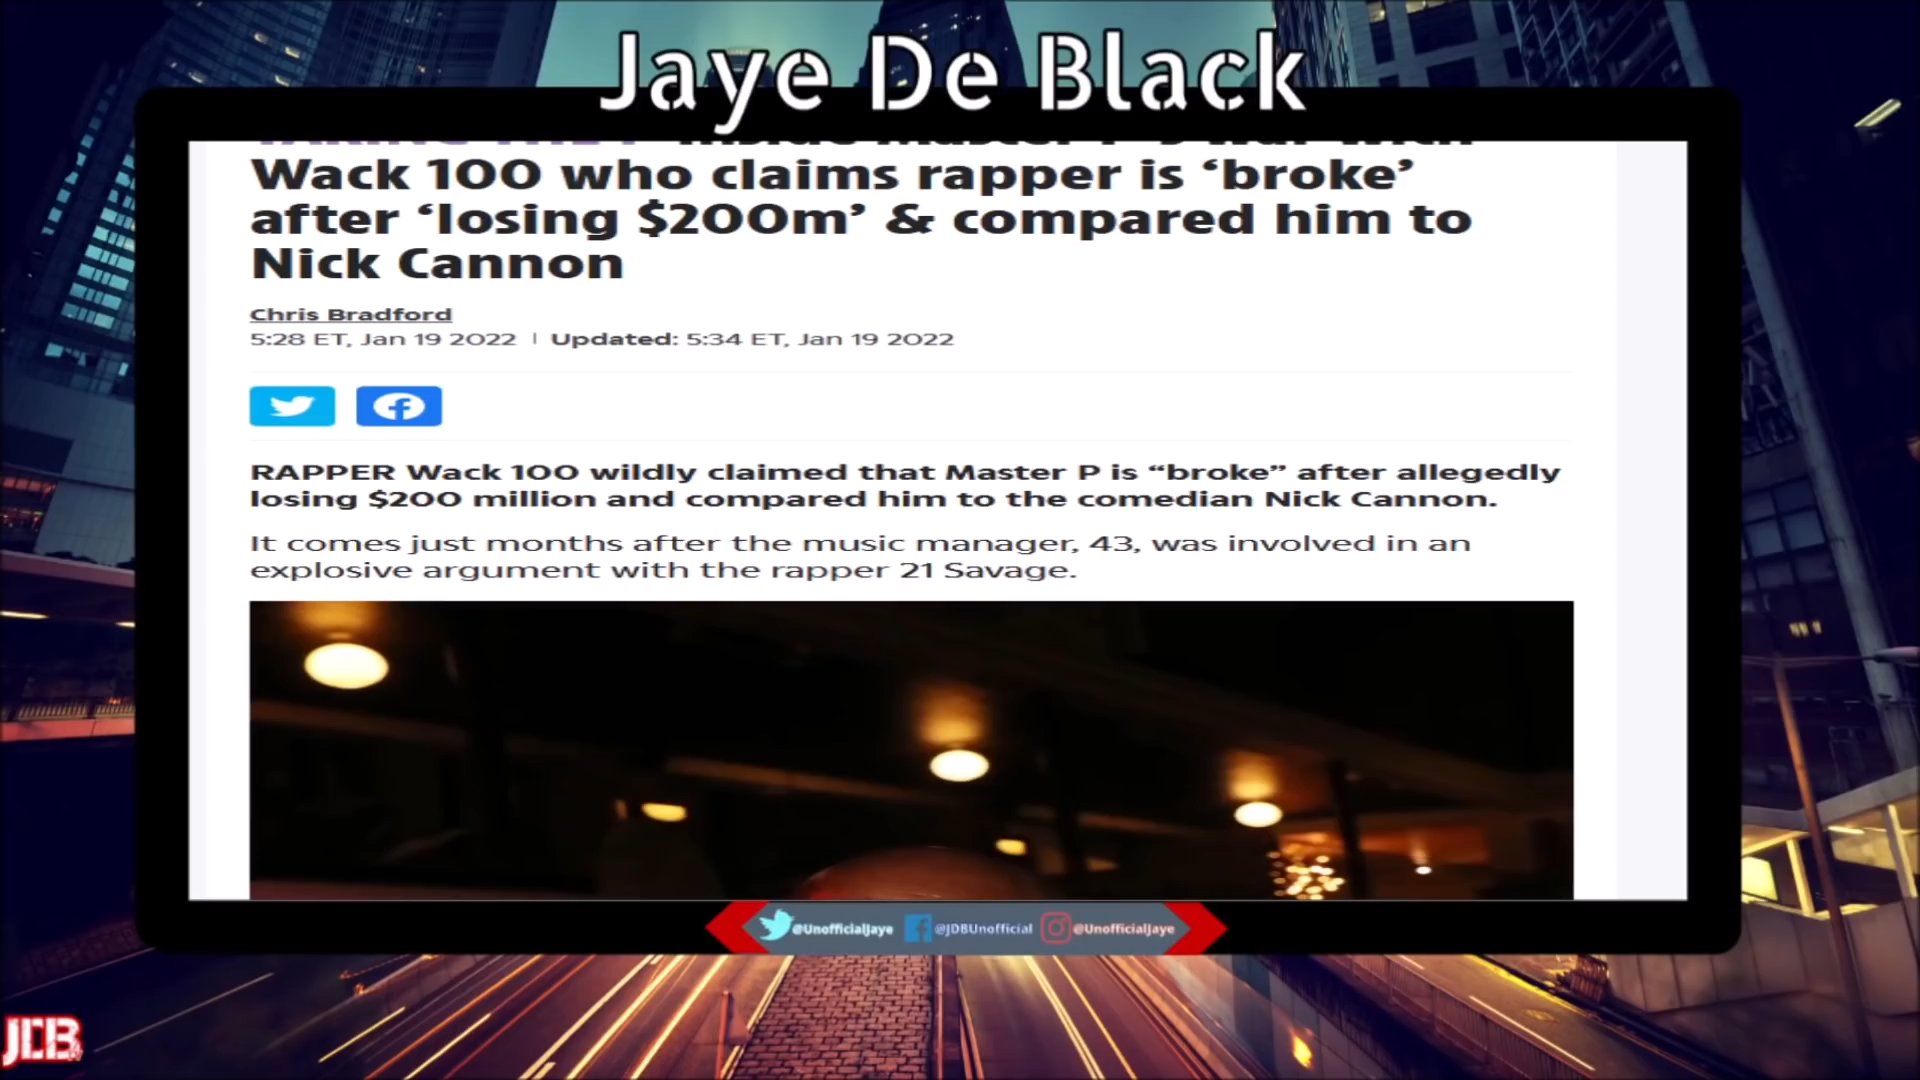 Jaye De Black
Wack 100 who claims rapper is ‘broke’
after ‘losing $200m’ & compared him to
Nick Cannon
Chris Bradford
5:28 ET, Jan 19 2022 | Updated: 5:34 ET, Jan 19 2022
RAPPER Wack 100 wildly claimed that Master P is “broke” after allegedly
losing $200 million and compared him to the comedian Nick Cannon.
It comes just months after the music manager, 43, was involved in an
explosive argument with the rapper 21 Savage.
@UnofficialJaye @JDBUnofficial @UnofficialJaye